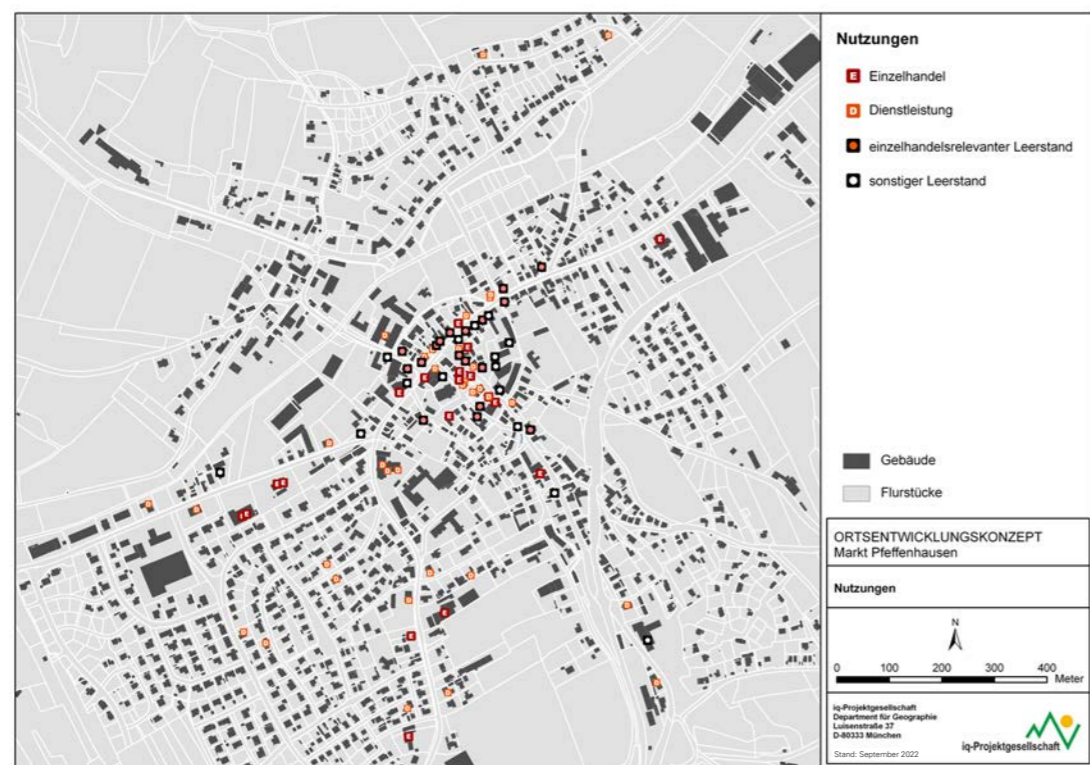 Nutzungen
E Einzelhandel
D Dienstleistung
einzelhandelsrelevanter Leerstand
sonstiger Leerstand
Gebäude
Flurstücke
ORTSENTWICKLUNGSKONZEPT
Markt Pfeffenhausen
Nutzungen
N
0 100 200 300 400 Meter
iq-Projektgesellschaft
Department für Geographie
Luisenstraße 37
D-80333 München
Stand: September 2022
iq-Projektgesellschaft